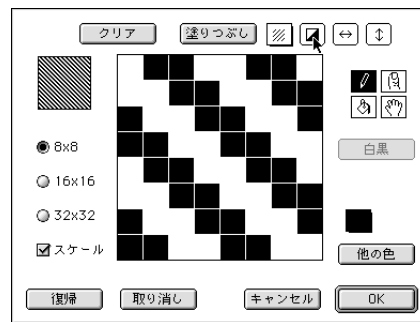 クリア 塗りつぶし
8x8
白黒
16x16
32x32
スケール
他の色
復帰 取り消し キャンセル OK